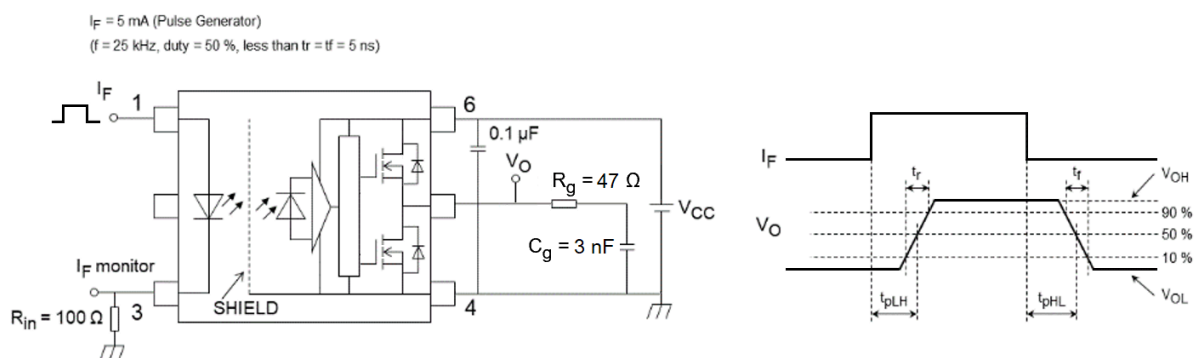 IF = 5 mA (Pulse Generator)
(f = 25 kHz, duty = 50 %, less than tr = tf = 5 ns)
IF
1
6
0.1 µF
VO
Rg = 47 Ω
VCC
Cg = 3 nF
IF monitor
Rin = 100 Ω
3
SHIELD
4
IF
tr
tf
VOH
90 %
VO
50 %
10 %
tpLH
tpHL
VOL